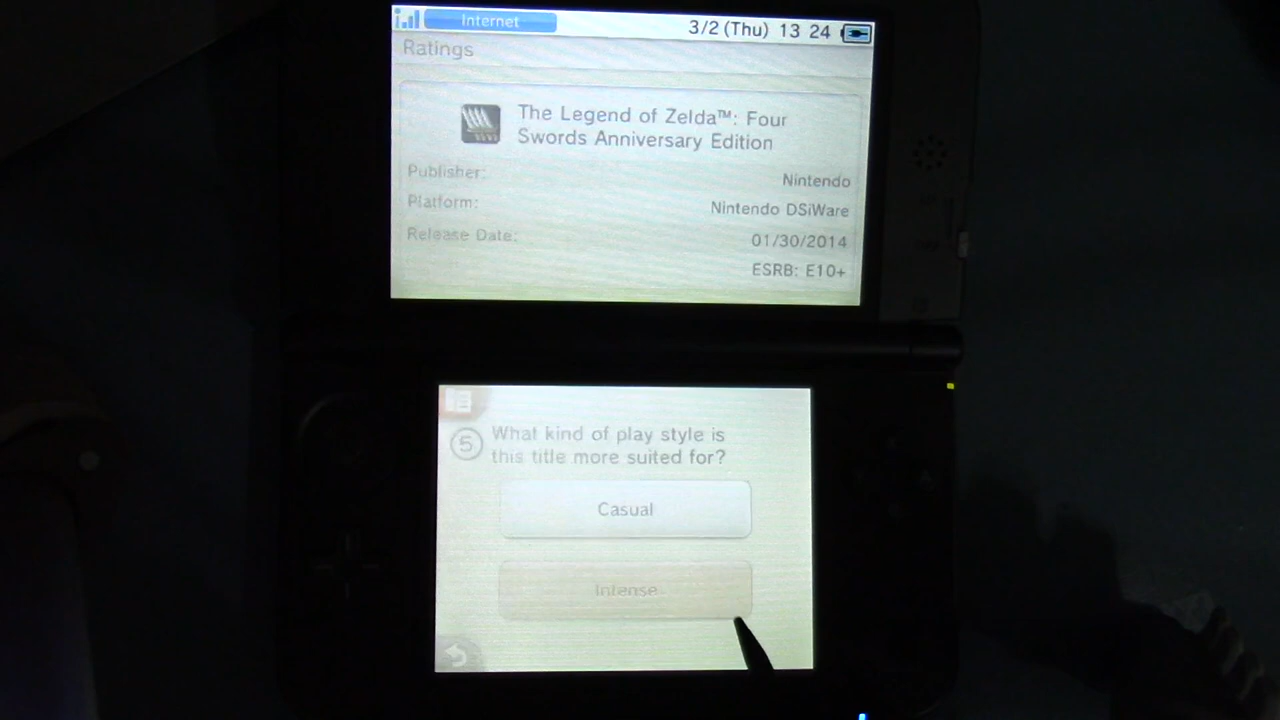 Internet
3/2 (Thu) 13 24
Ratings
The Legend of Zelda™: Four
Swords Anniversary Edition
Publisher:
Nintendo
Platform:
Nintendo DSiWare
Release Date:
01/30/2014
ESRB: E10+
5
What kind of play style is
this title more suited for?
Casual
Intense